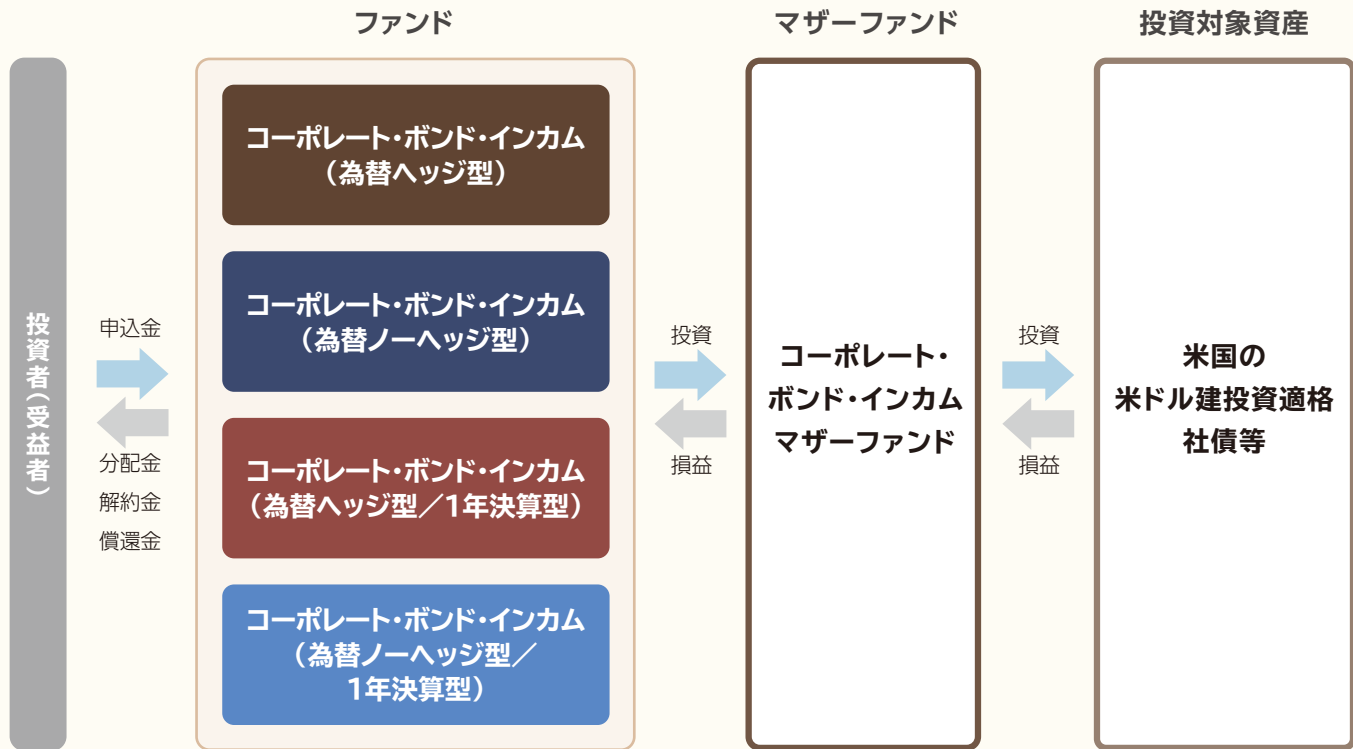 ファンド
マザーファンド
投資対象資産
投資者(受益者)
申込金
分配金
解約金
償還金
コーポレート・ボンド・インカム
(為替ヘッジ型)
コーポレート・ボンド・インカム
(為替ノーヘッジ型)
コーポレート・ボンド・インカム
(為替ヘッジ型/1年決算型)
コーポレート・ボンド・インカム
(為替ノーヘッジ型/
1年決算型)
投資
損益
コーポレート・
ボンド・インカム
マザーファンド
投資
損益
米国の
米ドル建投資適格
社債等